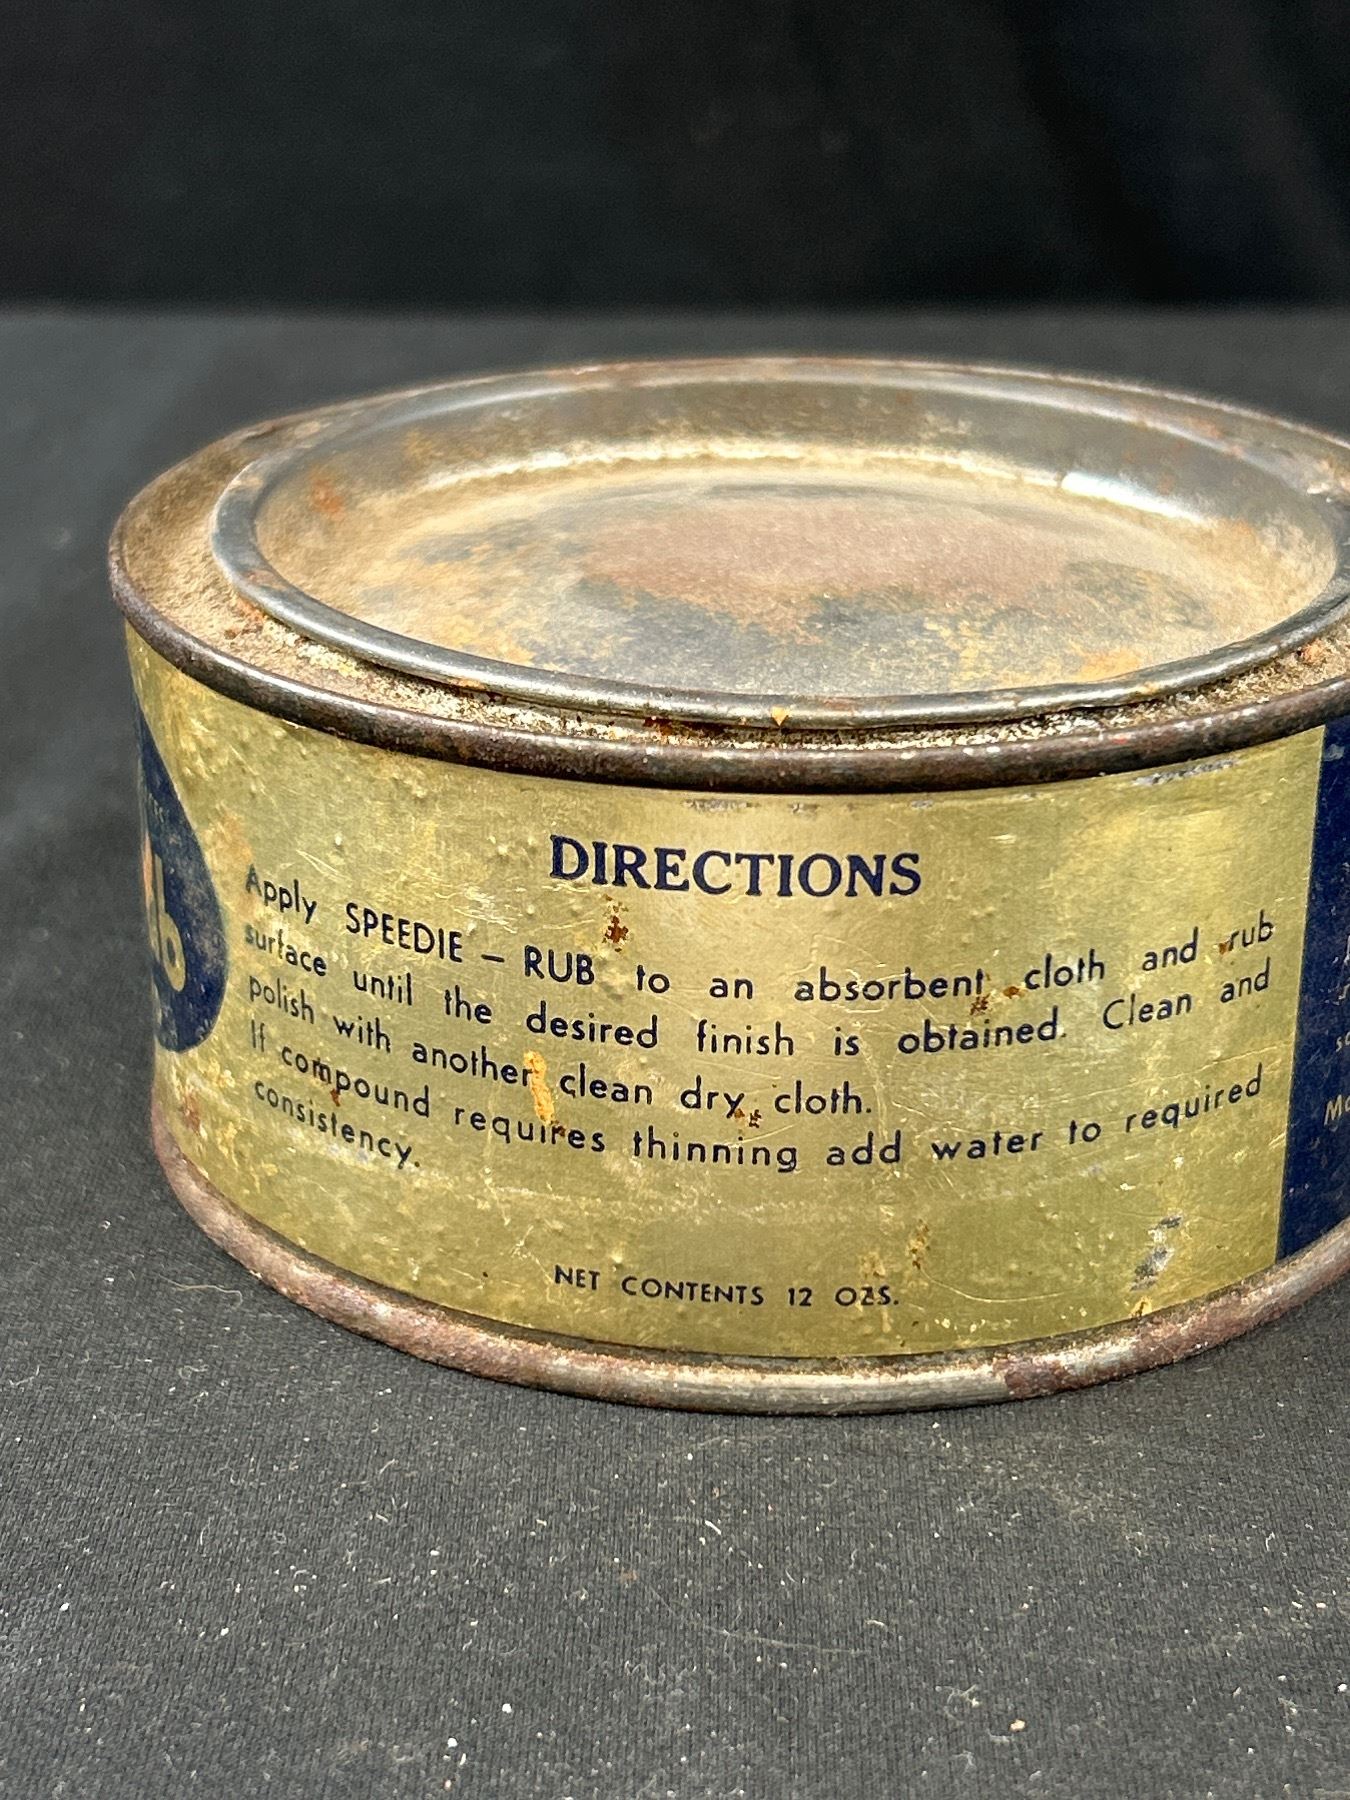 DIRECTIONS
Apply SPEEDIE – RUB to an absorbent cloth and rub
surface until the desired finish is obtained. Clean and
polish with another clean dry cloth.
If compound requires thinning add water to required
consistency.
NET CONTENTS 12 OZS.